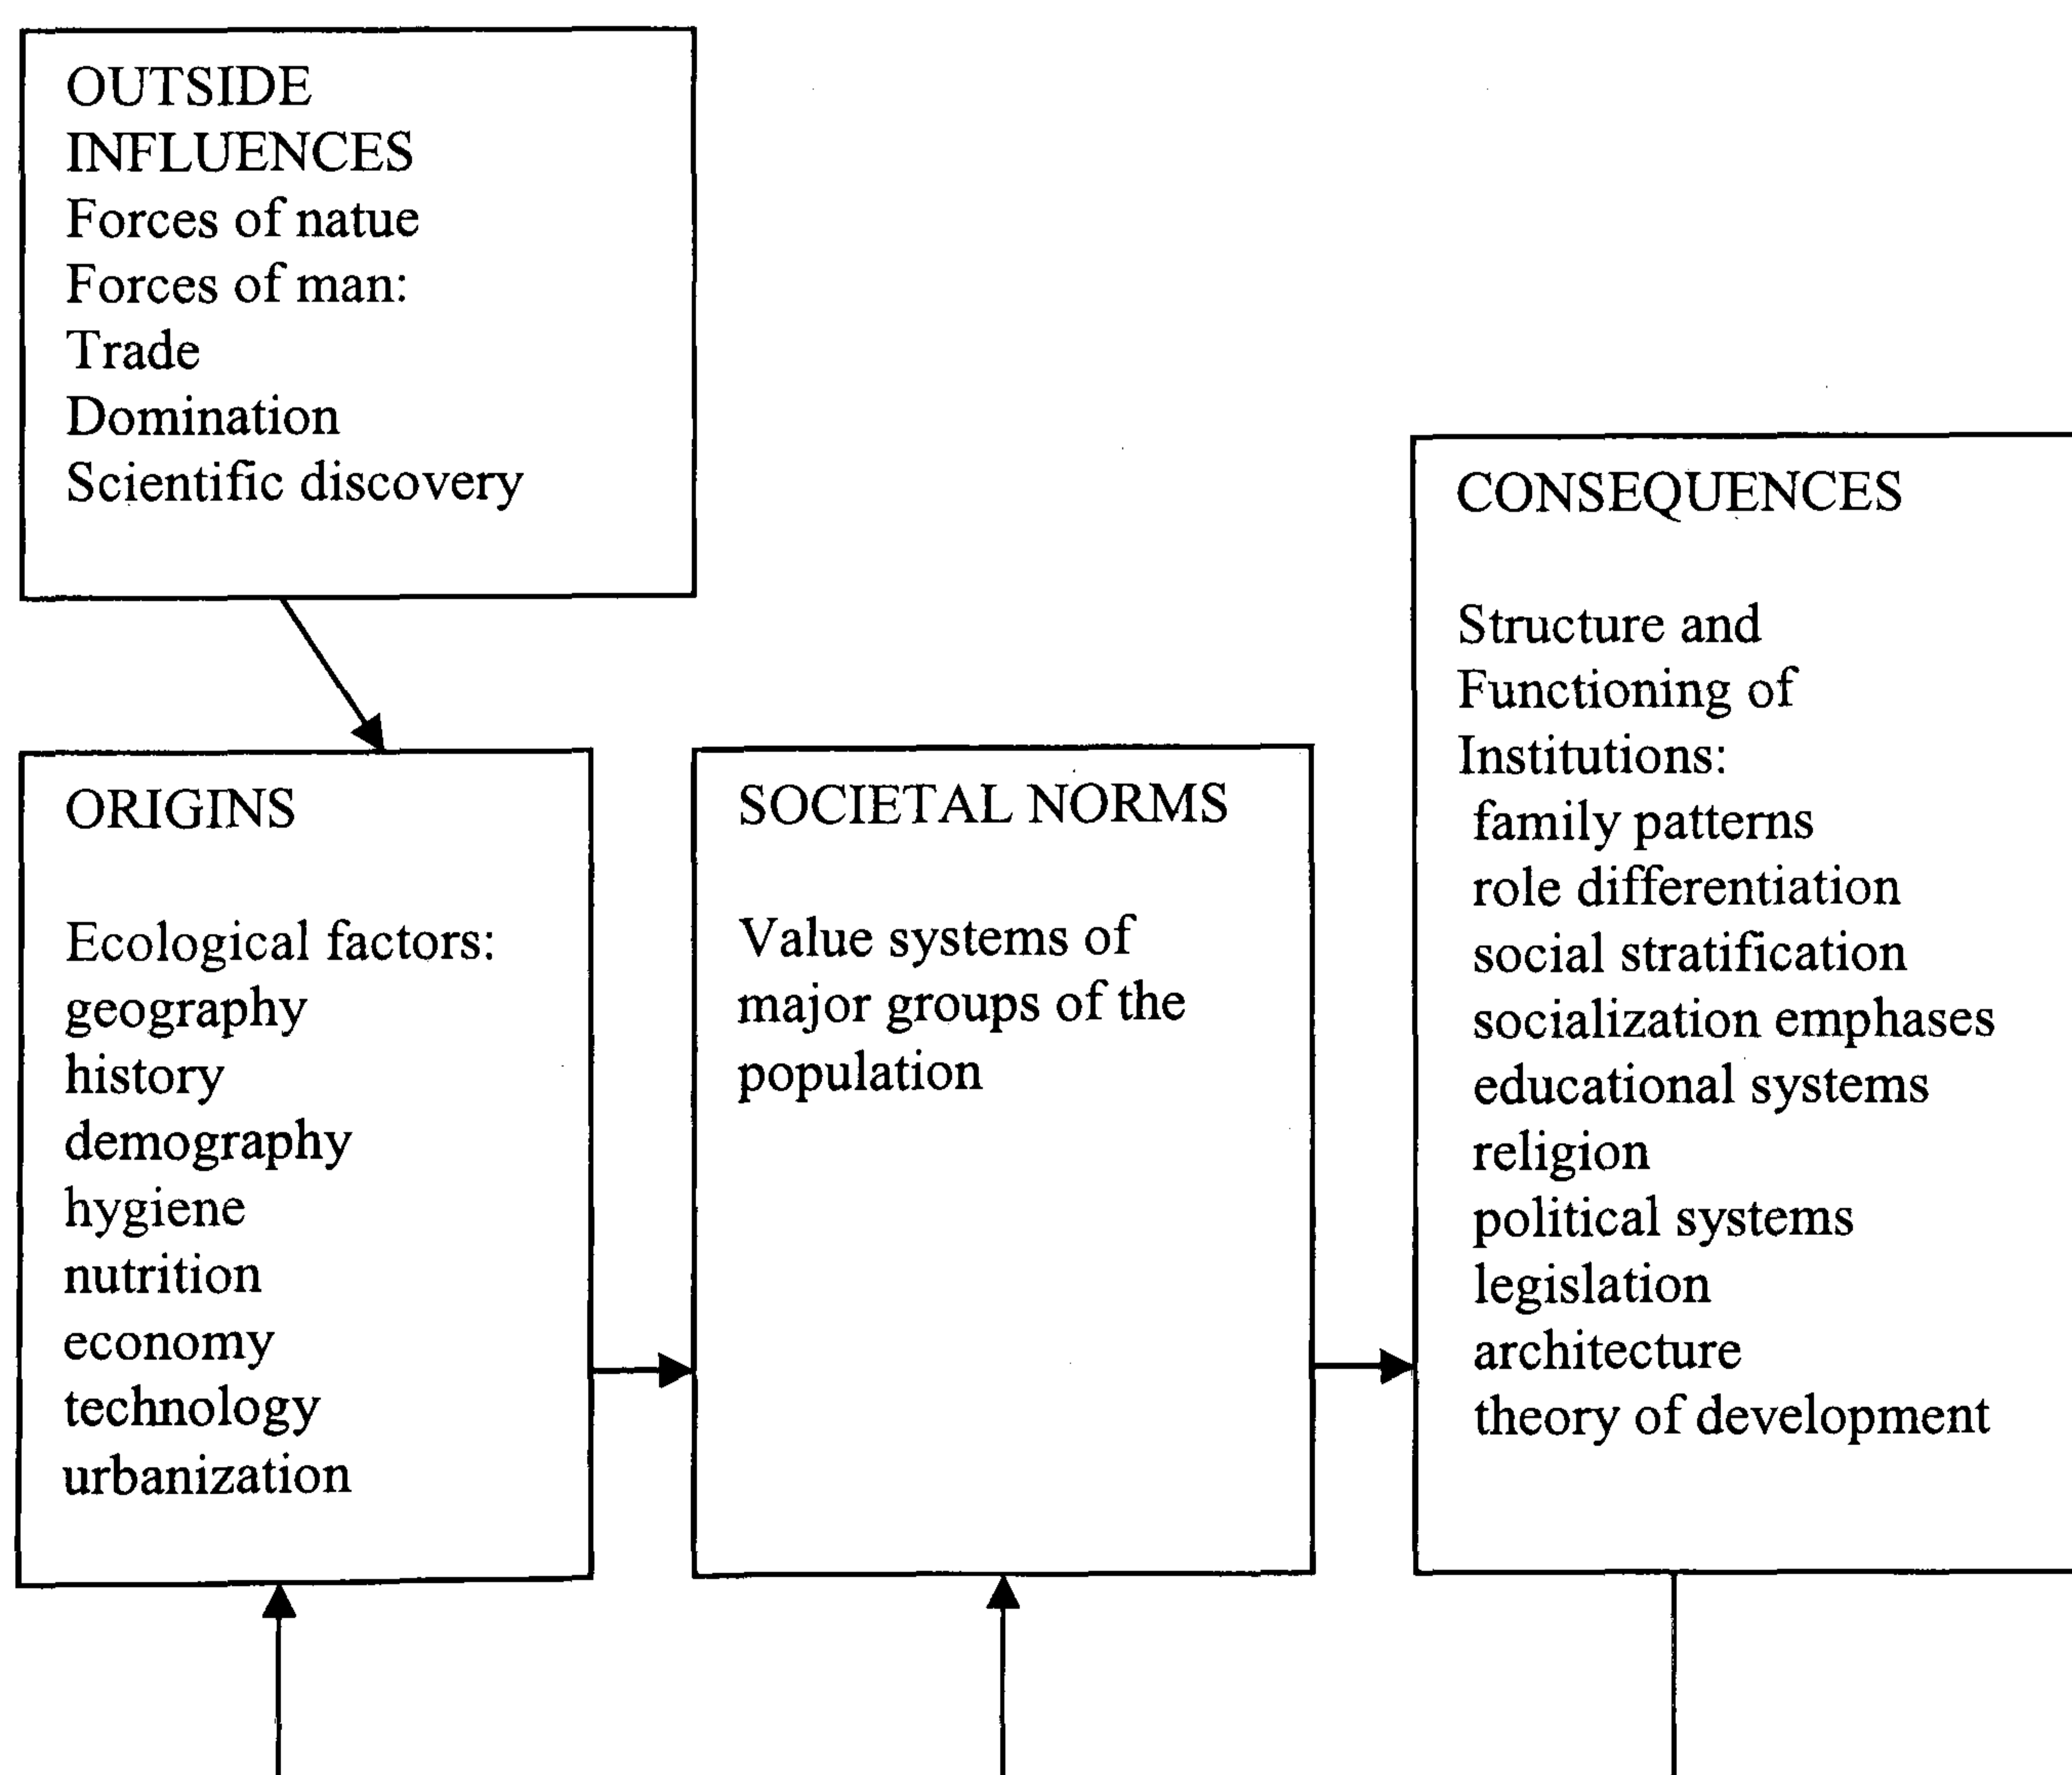 OUTSIDE
INFLUENCES
Forces of natue
Forces of man:
Trade
Domination
Scientific discovery
ORIGINS
Ecological factors:
geography
history
demography
hygiene
nutrition
economy
technology
urbanization
SOCIETAL NORMS
Value systems of
major groups of the
population
CONSEQUENCES
Structure and
Functioning of
Institutions:
family patterns
role differentiation
social stratification
socialization emphases
educational systems
religion
political systems
legislation
architecture
theory of development